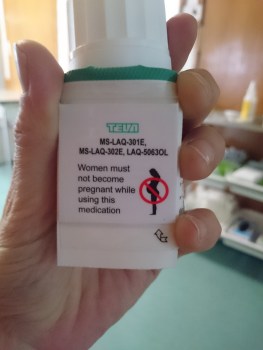 TEVA
MS-LAQ-301E,
MS-LAQ-302E, LAQ-5063OL
Women must
not become
pregnant while
using this
medication